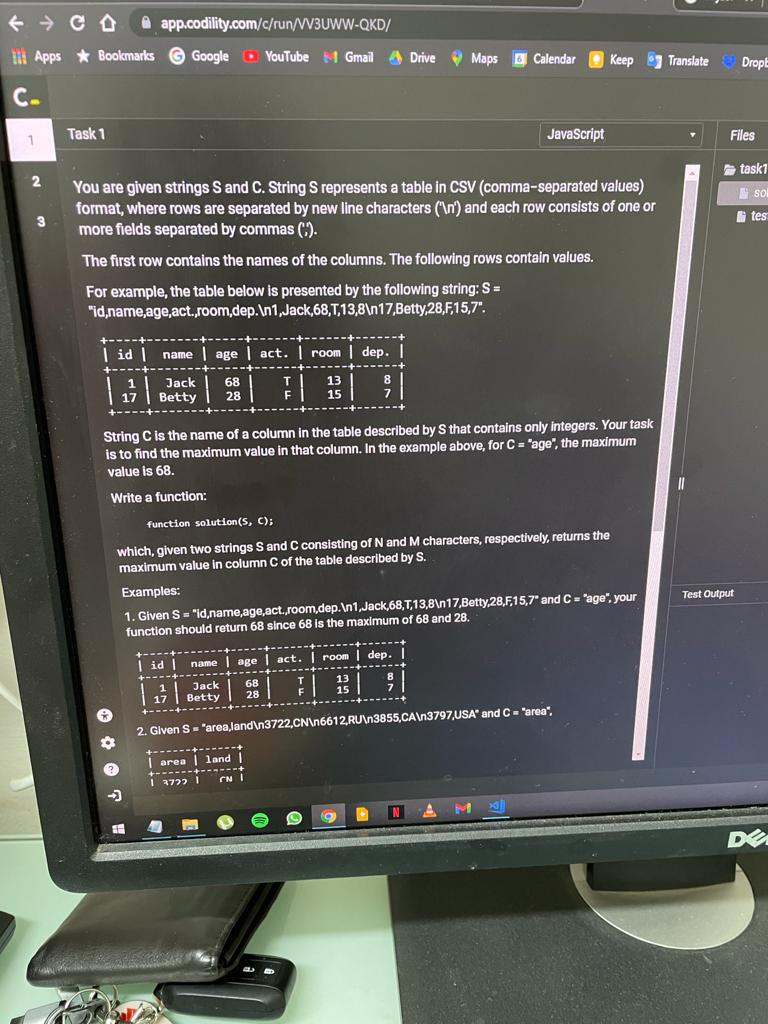 app.codility.com/c/run/VV3UWW-QKD/
Apps Bookmarks Google YouTube Gmail Drive Maps Calendar Keep Translate Dropb
C
1 Task 1 JavaScript Files
task1
2
sol
3
test
You are given strings S and C. String S represents a table in CSV (comma-separated values)
format, where rows are separated by new line characters ('\n') and each row consists of one or
more fields separated by commas (',').
The first row contains the names of the columns. The following rows contain values.
For example, the table below is presented by the following string: S =
"id,name,age,act.,room,dep.\n1,Jack,68,T,13,8\n17,Betty,28,F,15,7".
+----+-------+-----+------+------+------+
| id | name | age | act. | room | dep. |
+----+-------+-----+------+------+------+
| 1 | Jack | 68 | T | 13 | 8 |
| 17 | Betty | 28 | F | 15 | 7 |
+----+-------+-----+------+------+------+
String C is the name of a column in the table described by S that contains only integers. Your task
is to find the maximum value in that column. In the example above, for C = "age", the maximum
value is 68.
Write a function:
function solution(S, C);
which, given two strings S and C consisting of N and M characters, respectively, returns the
maximum value in column C of the table described by S.
Examples:
1. Given S = "id,name,age,act.,room,dep.\n1,Jack,68,T,13,8\n17,Betty,28,F,15,7" and C = "age", your
function should return 68 since 68 is the maximum of 68 and 28.
+----+-------+-----+------+------+------+
| id | name | age | act. | room | dep. |
+----+-------+-----+------+------+------+
| 1 | Jack | 68 | T | 13 | 8 |
| 17 | Betty | 28 | F | 15 | 7 |
+----+-------+-----+------+------+------+
2. Given S = "area,land\n3722,CN\n6612,RU\n3855,CA\n3797,USA" and C = "area",
+------+------+
| area | land |
+------+------+
| 3722 | CN |
Test Output
DELL